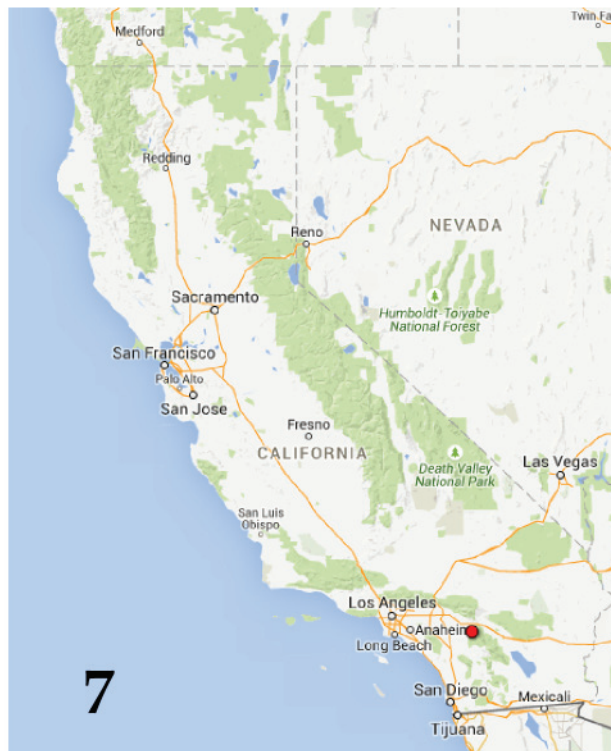 Twin Fa
Medford
Redding
Reno
NEVADA
Sacramento
Humboldt-Toiyabe
National Forest
San Francisco
Palo Alto
San Jose
Fresno
CALIFORNIA
Death Valley
National Park
Las Vegas
San Luis
Obispo
Los Angeles
Anaheim
Long Beach
7
San Diego
Mexicali
Tijuana